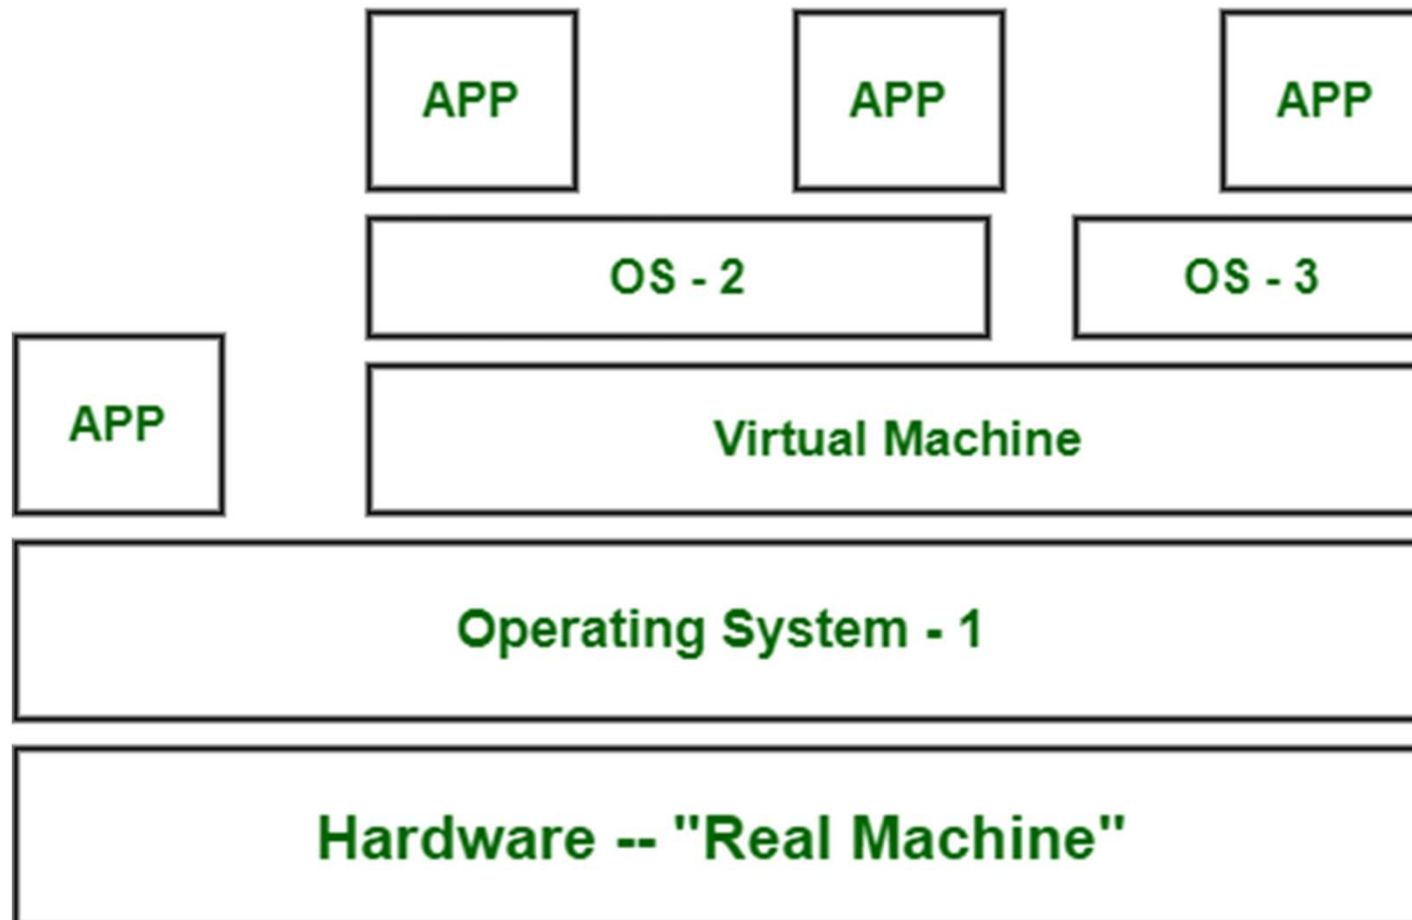 APP
APP
APP
OS - 2
OS - 3
APP
Virtual Machine
Operating System - 1
Hardware -- "Real Machine"